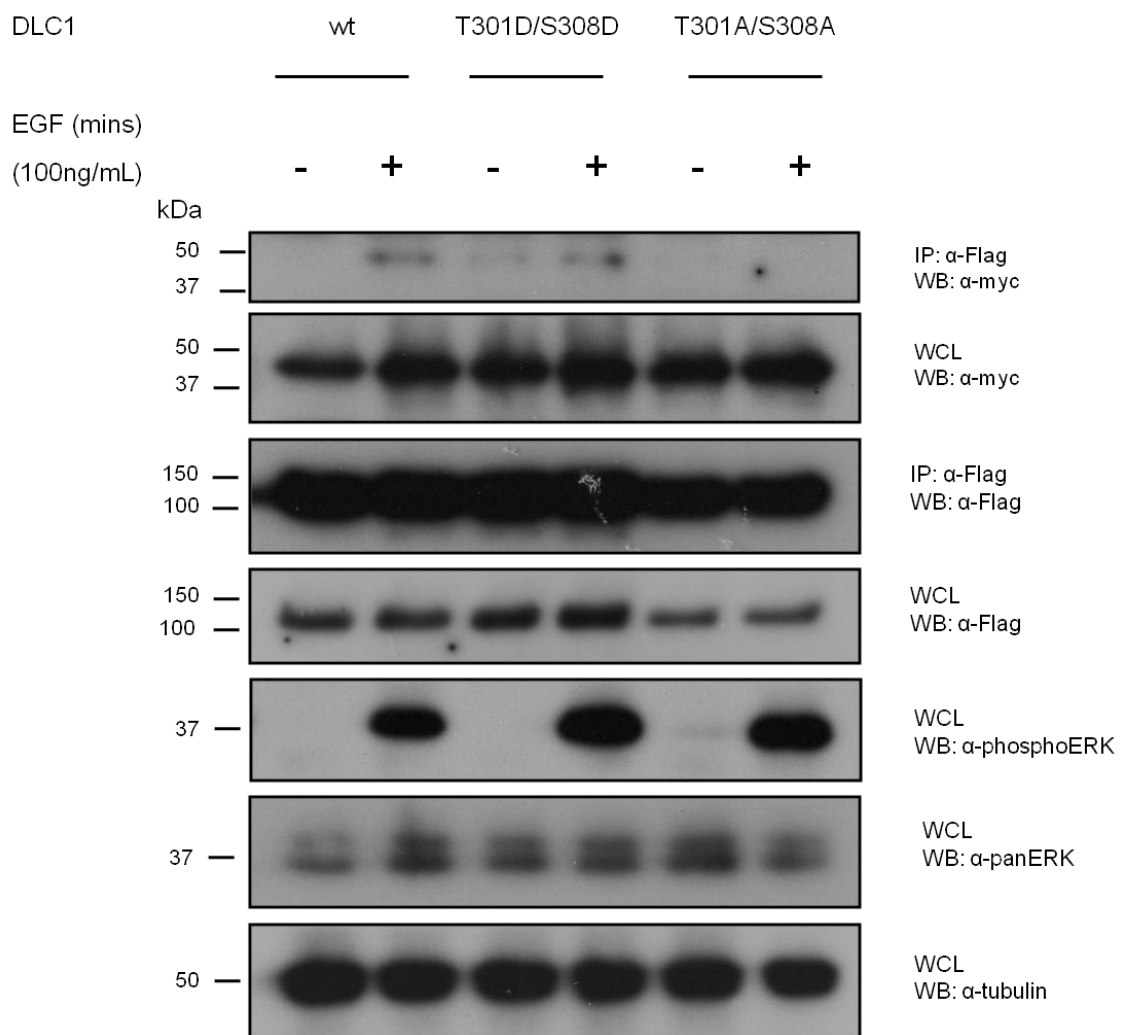 DLC1 wt T301D/S308D T301A/S308A
EGF (mins)
(100ng/mL) - + - + - +
kDa
50
37
IP: α-Flag
WB: α-myc
50
37
WCL
WB: α-myc
150
100
IP: α-Flag
WB: α-Flag
150
100
WCL
WB: α-Flag
37
WCL
WB: α-phosphoERK
37
WCL
WB: α-panERK
50
WCL
WB: α-tubulin